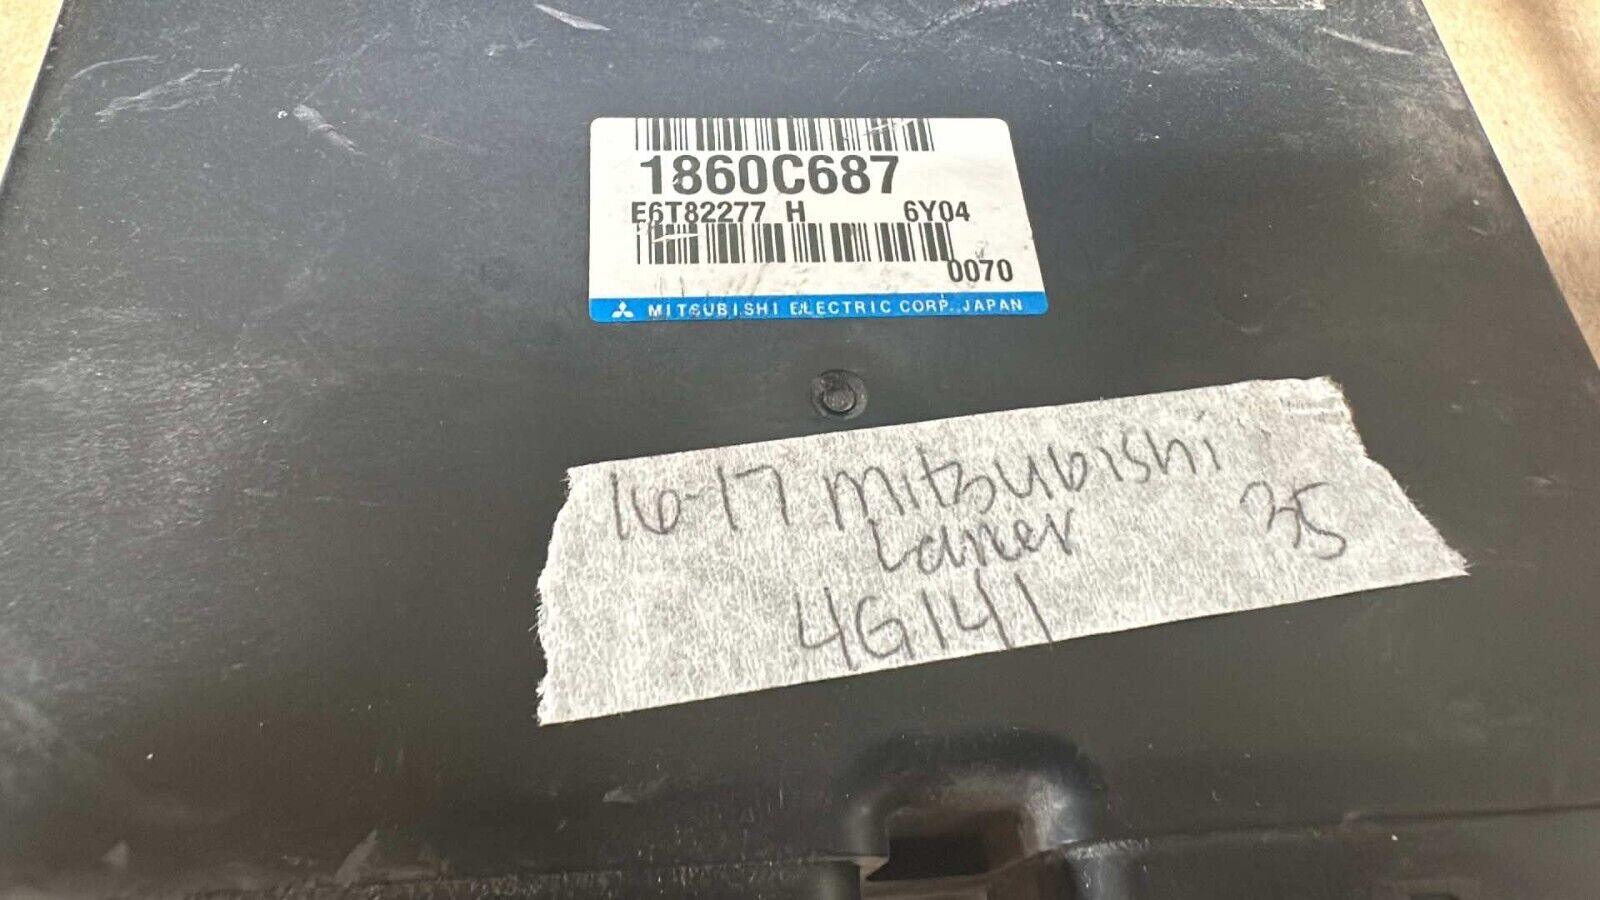 1860C687
E6T82277 H 6Y04
0070
MITSUBISHI ELECTRIC CORP. JAPAN
16-17 Mitsubishi
Lancer 35
4G141